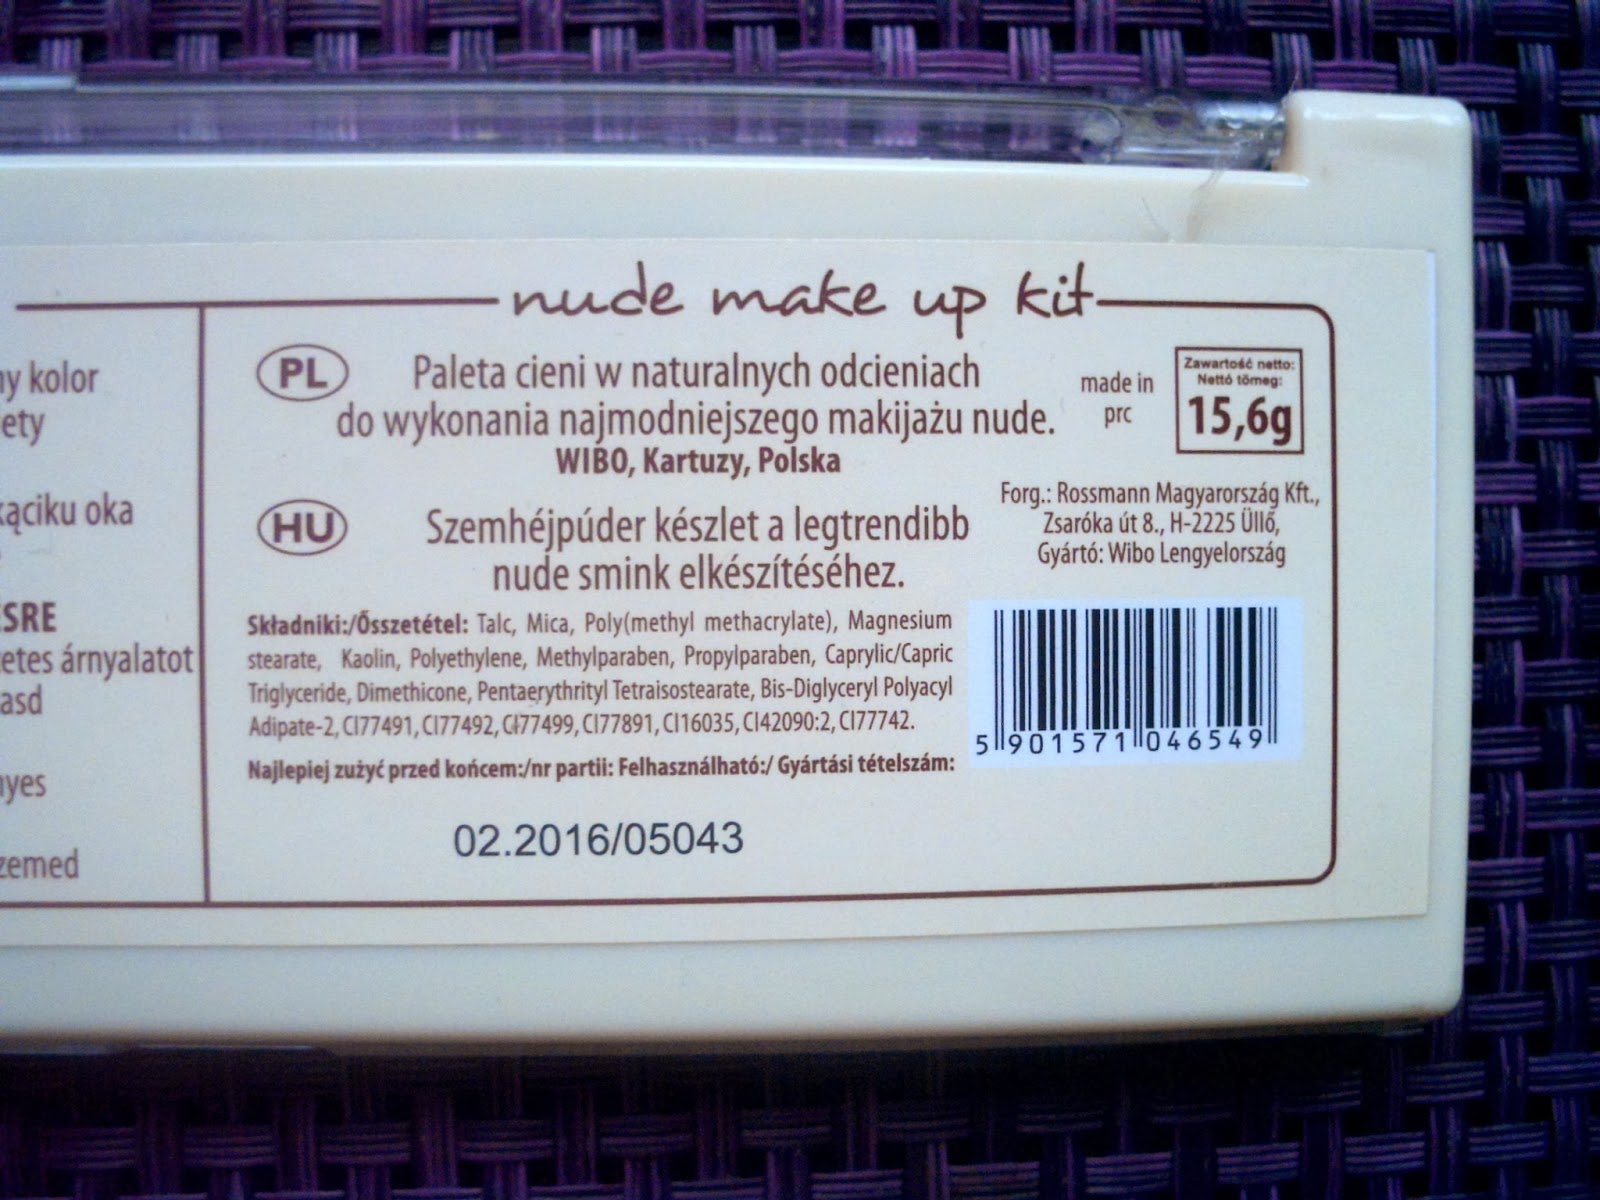 nude make up kit
ny kolor
ety
kąciku oka
ESRE
zetes árnyalatot
asd
nyes
zemed
PL
Paleta cieni w naturalnych odcieniach
do wykonania najmodniejszego makijażu nude.
WIBO, Kartuzy, Polska
made in
prc
Zawartość netto:
Nettó tömeg:
15,6g
HU
Szemhéjpúder készlet a legtrendibb
nude smink elkészítéséhez.
Forg.: Rossmann Magyarország Kft.,
Zsaróka út 8., H-2225 Üllő,
Gyártó: Wibo Lengyelország
Składniki:/Összetétel: Talc, Mica, Poly(methyl methacrylate), Magnesium
stearate, Kaolin, Polyethylene, Methylparaben, Propylparaben, Caprylic/Capric
Triglyceride, Dimethicone, Pentaerythrityl Tetraisostearate, Bis-Diglyceryl Polyacyl
Adipate-2, CI77491, CI77492, CI77499, CI77891, CI16035, CI42090:2, CI77742.
5 901571 046549
Najlepiej zużyć przed końcem:/nr partii: Felhasználható:/ Gyártási tételszám:
02.2016/05043